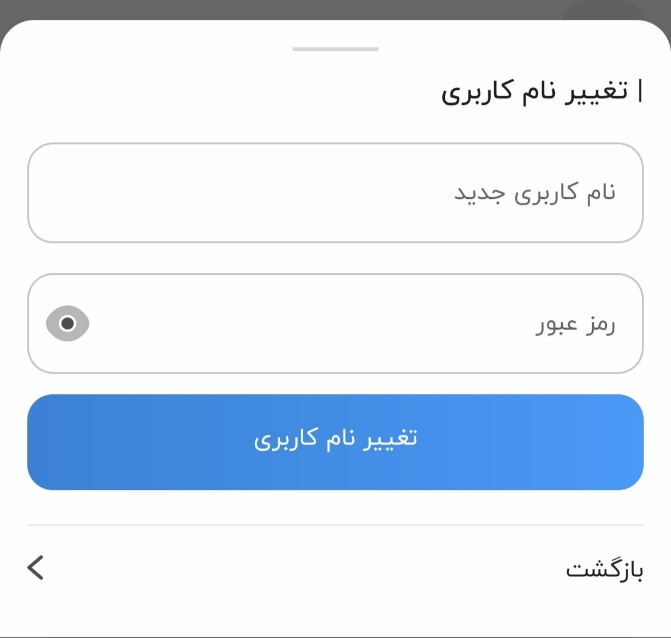 | تغییر نام کاربری
نام کاربری جدید
رمز عبور
تغییر نام کاربری
بازگشت